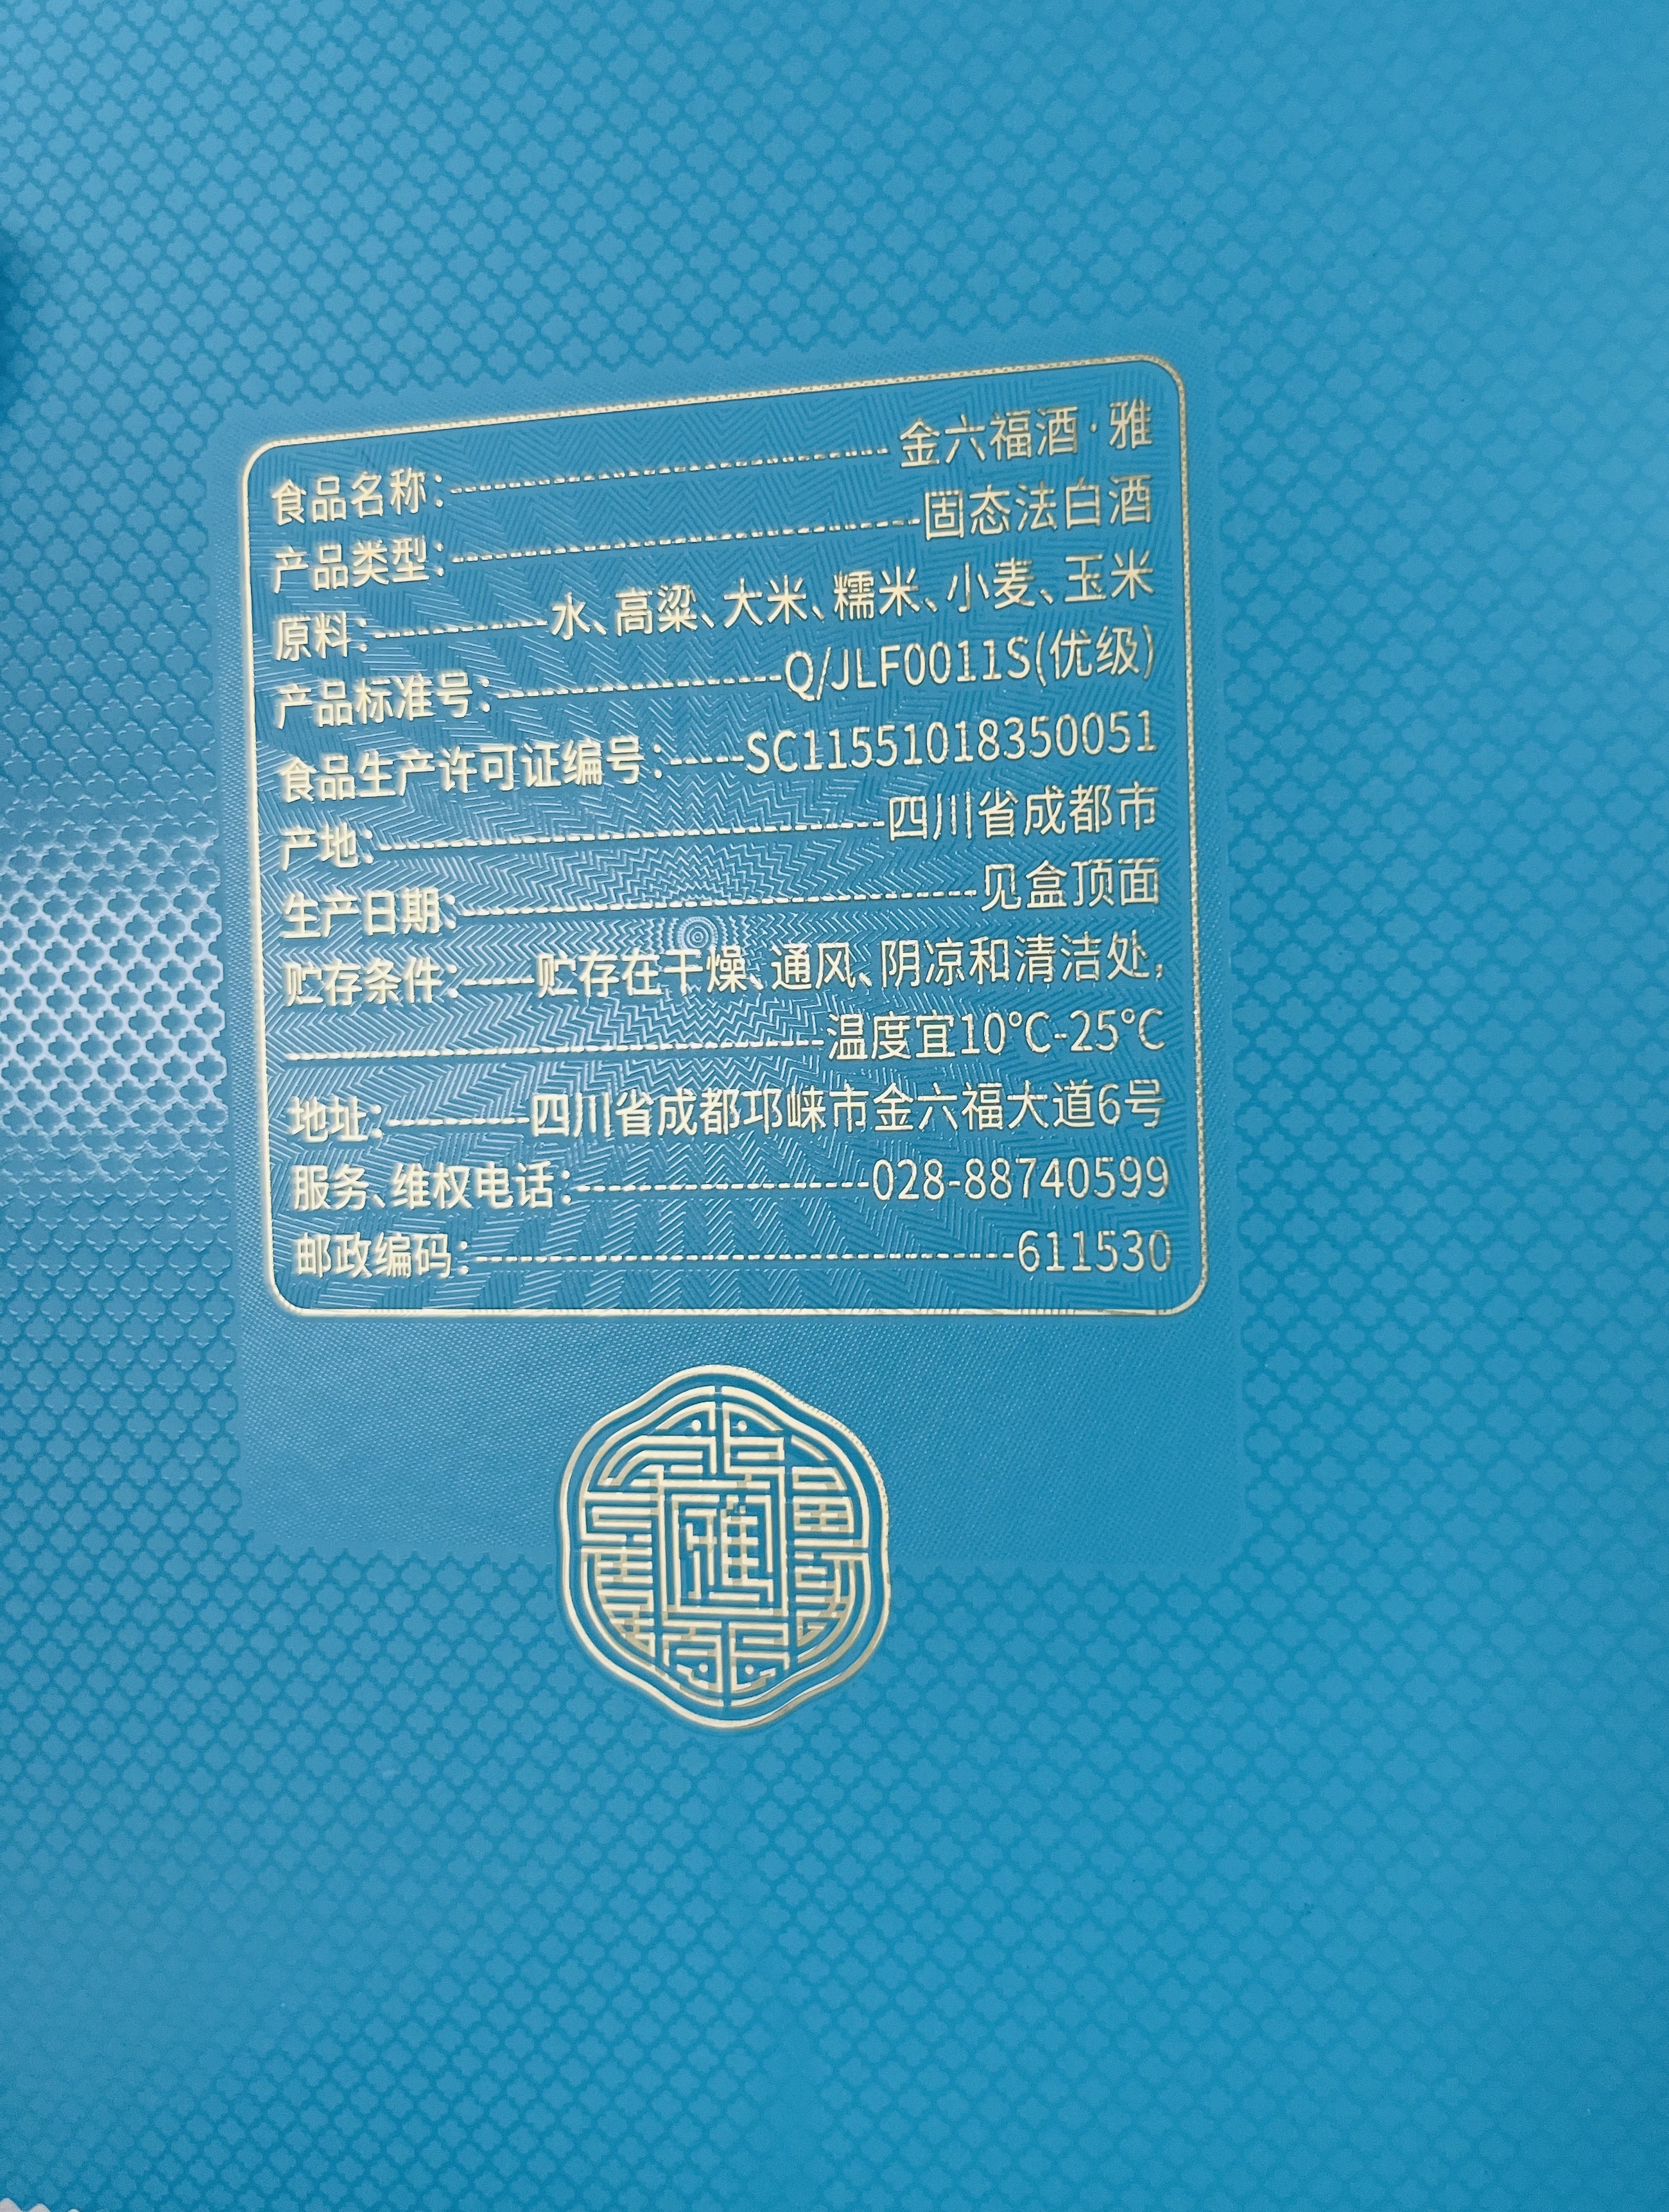 食品名称：金六福酒·雅
产品类型：固态法白酒
原料：水、高粱、大米、糯米、小麦、玉米
产品标准号：Q/JLF0011S(优级)
食品生产许可证编号：SC11551018350051
产地：四川省成都市
生产日期：见盒顶面
贮存条件：贮存在干燥、通风、阴凉和清洁处，
温度宜10℃-25℃
地址：四川省成都邛崃市金六福大道6号
服务、维权电话：028-88740599
邮政编码：611530
雅